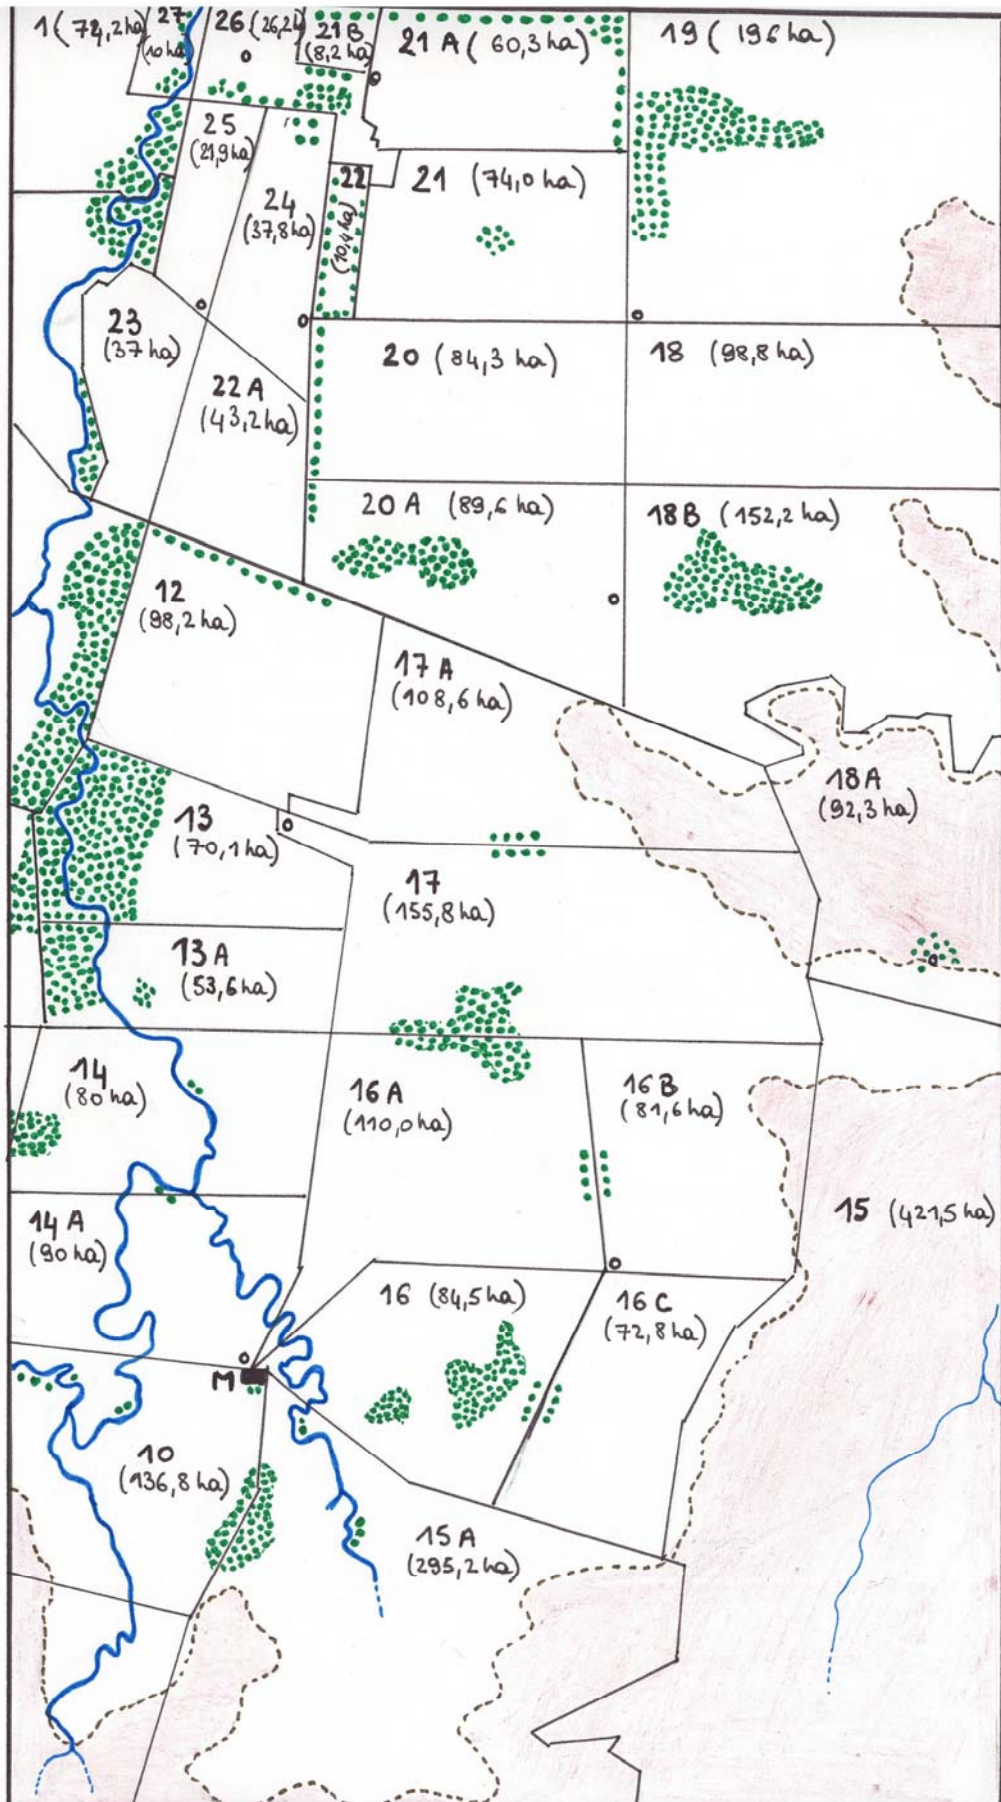 1 (74,2ha)
27
(10 ha)
26 (26,2ha)
21B
(8,2 ha)
21 A (60,3 ha)
19 (196 ha)
25
(21,9 ha)
24
(37,8 ha)
22
(10,4 ha)
21 (74,0 ha)
23
(37 ha)
22 A
(43,2 ha)
20 (84,3 ha)
18 (98,8 ha)
20 A (89,6 ha)
18 B (152,2 ha)
12
(98,2 ha)
17 A
(108,6 ha)
18 A
(92,3 ha)
13
(70,1 ha)
17
(155,8 ha)
13 A
(53,6 ha)
14
(80 ha)
16 A
(110,0 ha)
16 B
(81,6 ha)
14 A
(90 ha)
15 (421,5 ha)
16 (84,5 ha)
16 C
(72,8 ha)
M
10
(136,8 ha)
15 A
(295,2 ha)